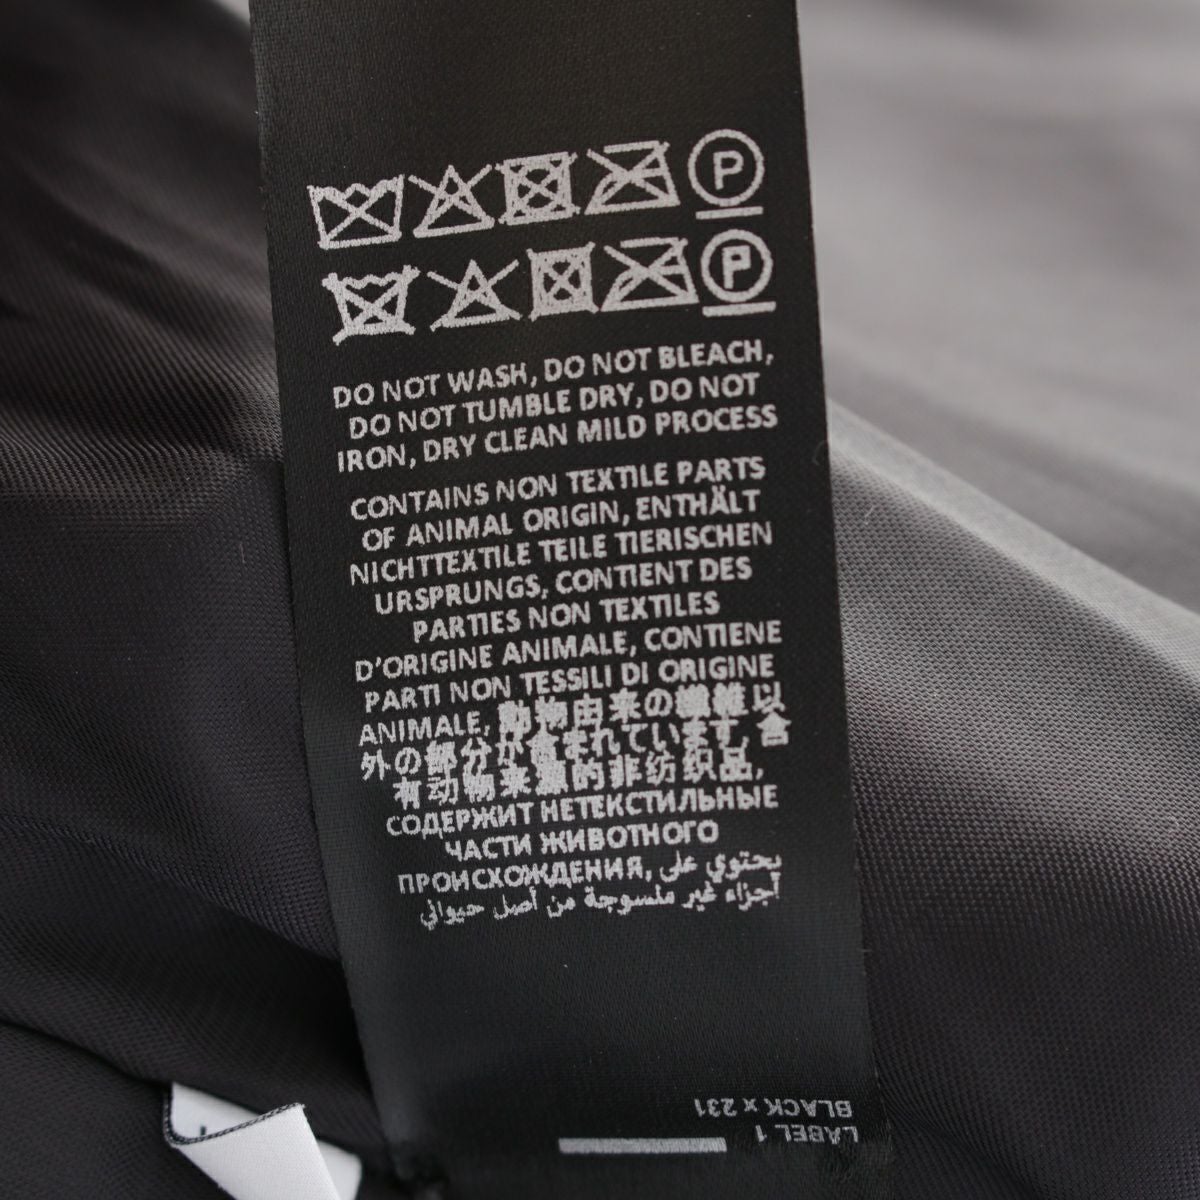 P
P
DO NOT WASH, DO NOT BLEACH,
DO NOT TUMBLE DRY, DO NOT
IRON, DRY CLEAN MILD PROCESS
CONTAINS NON TEXTILE PARTS
OF ANIMAL ORIGIN, ENTHÄLT
NICHTTEXTILE TEILE TIERISCHEN
URSPRUNGS, CONTIENT DES
PARTIES NON TEXTILES
D'ORIGINE ANIMALE, CONTIENE
PARTI NON TESSILI DI ORIGINE
ANIMALE, 動物由来の繊維以
外の部分が含まれています, 含
有动物来源的非纺织品,
СОДЕРЖИТ НЕТЕКСТИЛЬНЫЕ
ЧАСТИ ЖИВОТНОГО
ПРОИСХОЖДЕНИЯ, يحتوي على
أجزاء غير منسوجة من أصل حيواني
LABEL 1
BLACK x 231